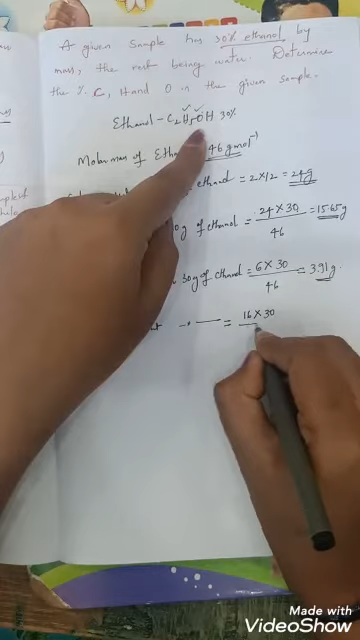 A given Sample has 30% ethanol by
mass, the rest being water. Determine
the % C, H and O in the given sample.
Ethanol - C2H5OH 30%
Molar mass of 46 gmol-1
ethanol = 2 x 12 = 24g
30g of ethanol = 24 x 30 / 46 = 15.65g
30g of ethanol = 6 x 30 / 46 = 3.91g.
= 16 x 30
Made with
VideoShow